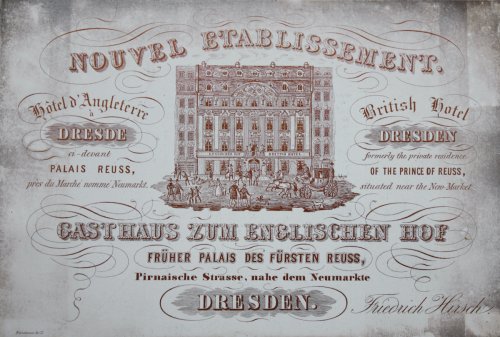 NOUVEL ETABLISSEMENT.
Hôtel d'Angleterre
à
DRESDE
ci-devant
PALAIS REUSS,
près du Marché nommé Neumarkt.
British Hotel
DRESDEN
formerly the private residence
OF THE PRINCE OF REUSS,
situated near the New-Market
GASTHAUS ZUM ENGLISCHEN HOF
FRÜHER PALAIS DES FÜRSTEN REUSS,
Pirnaische Strasse, nahe dem Neumarkte
DRESDEN.
Friedrich Hirsch.